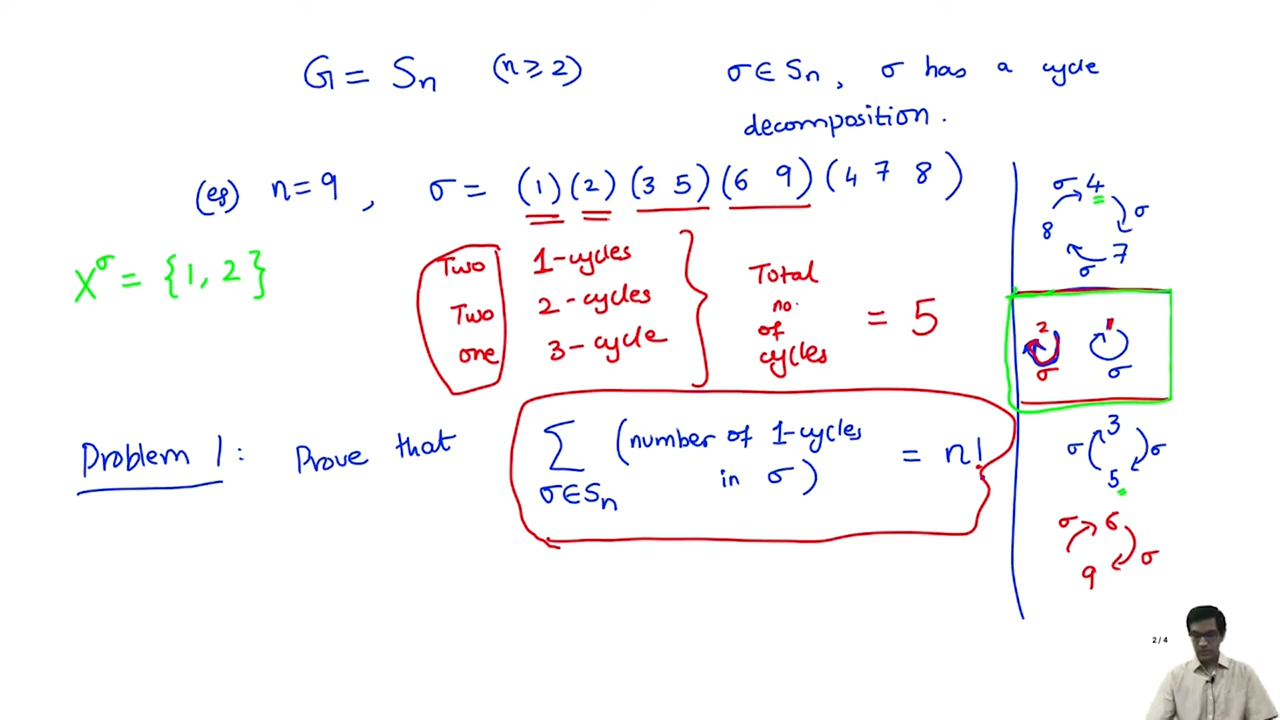 G = Sₙ (n ≥ 2)
σ ∈ Sₙ, σ has a cycle
decomposition.
(eg) n = 9, σ = (1)(2)(3 5)(6 9)(4 7 8)
X^σ = {1, 2}
Two 1-cycles
Two 2-cycles
one 3-cycle
Total
no.
of
cycles
= 5
Problem 1: Prove that ∑ (number of 1-cycles = n!
σ ∈ Sₙ in σ)
σ 4
σ
8
7
σ
2 1
σ σ
3
σ σ
5
σ 6
σ
9
2 / 4